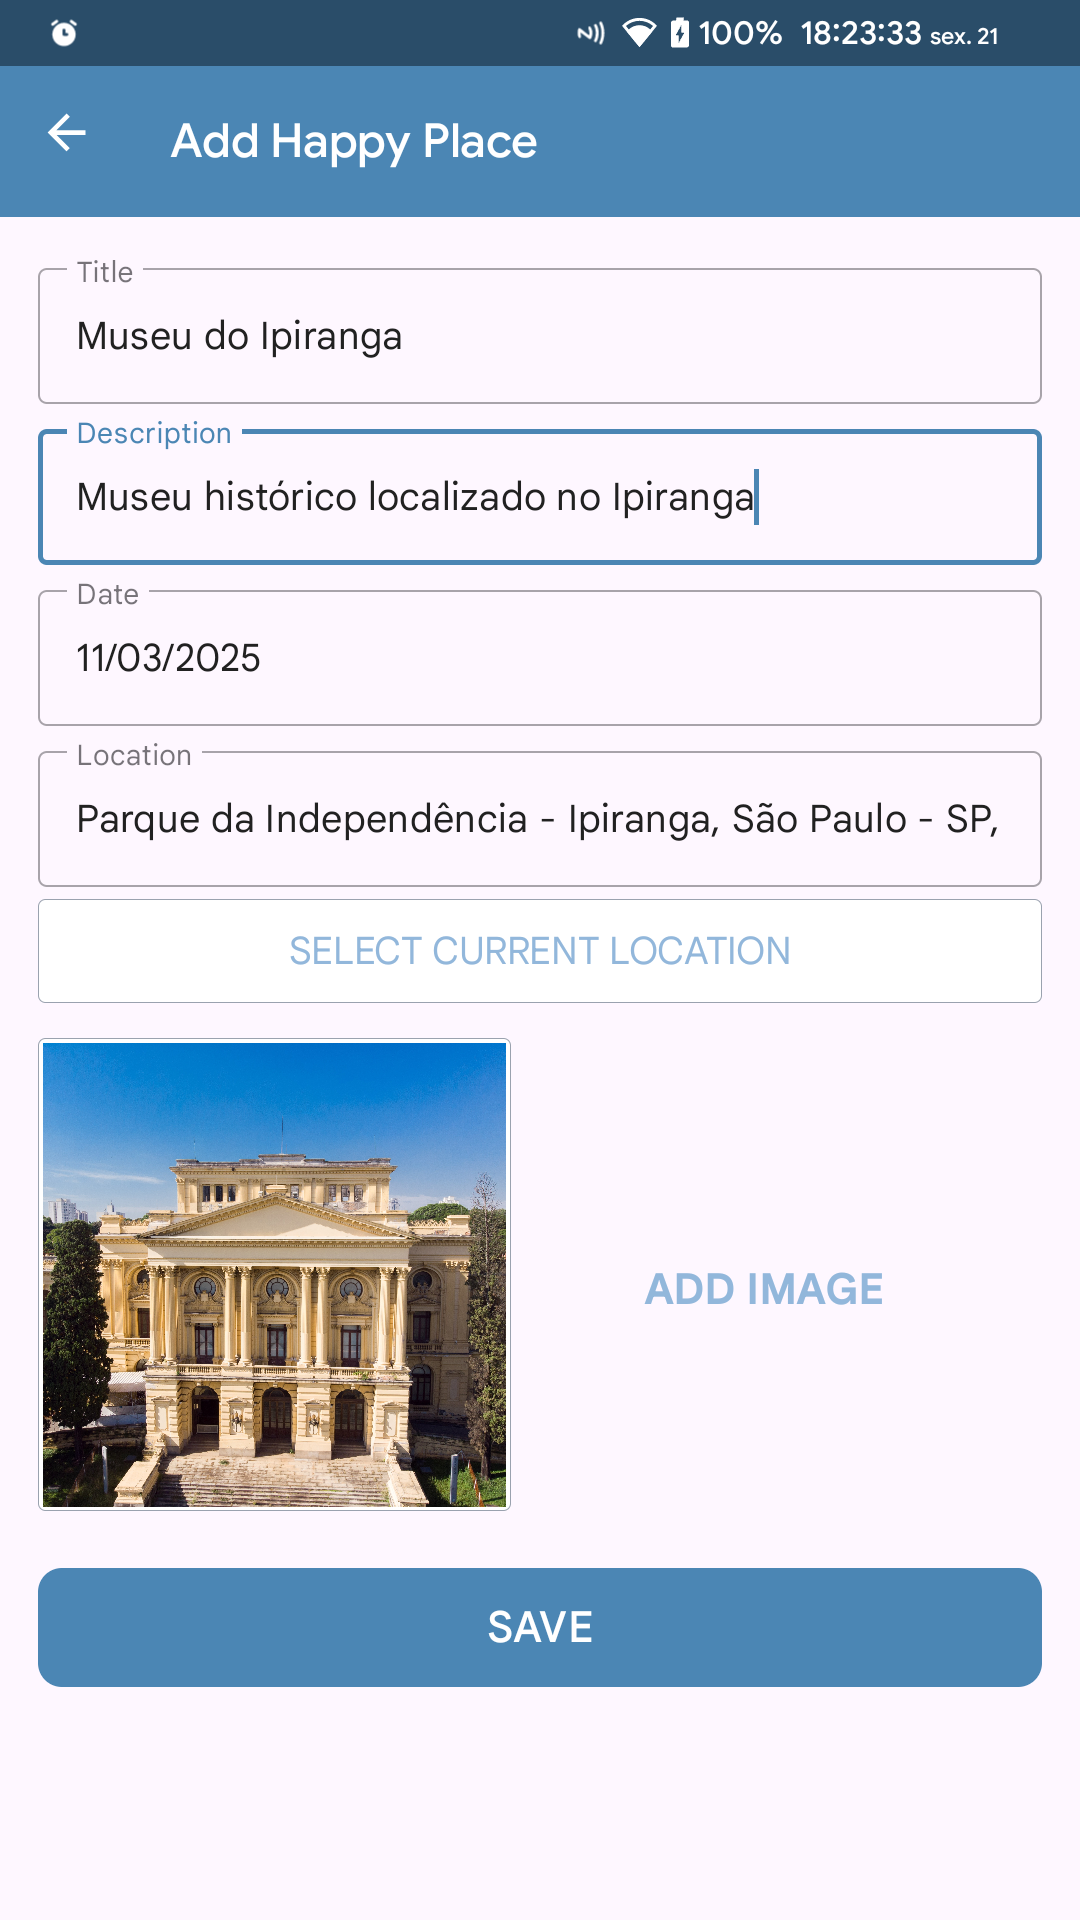 100% 18:23:33 sex. 21
Add Happy Place
Title
Museu do Ipiranga
Description
Museu histórico localizado no Ipiranga
Date
11/03/2025
Location
Parque da Independência - Ipiranga, São Paulo - SP,
SELECT CURRENT LOCATION
ADD IMAGE
SAVE